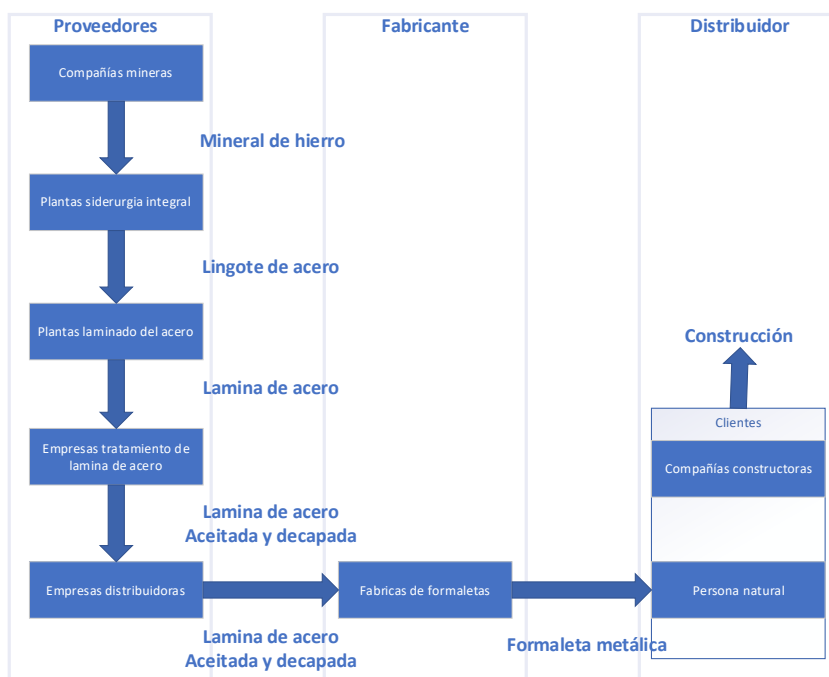 Proveedores
Fabricante
Distribuidor
Compañías mineras
Mineral de hierro
Plantas siderurgia integral
Lingote de acero
Plantas laminado del acero
Construcción
Lamina de acero
Clientes
Empresas tratamiento de
lamina de acero
Compañías constructoras
Lamina de acero
Aceitada y decapada
Empresas distribuidoras
Fabricas de formaletas
Persona natural
Lamina de acero
Aceitada y decapada
Formaleta metálica